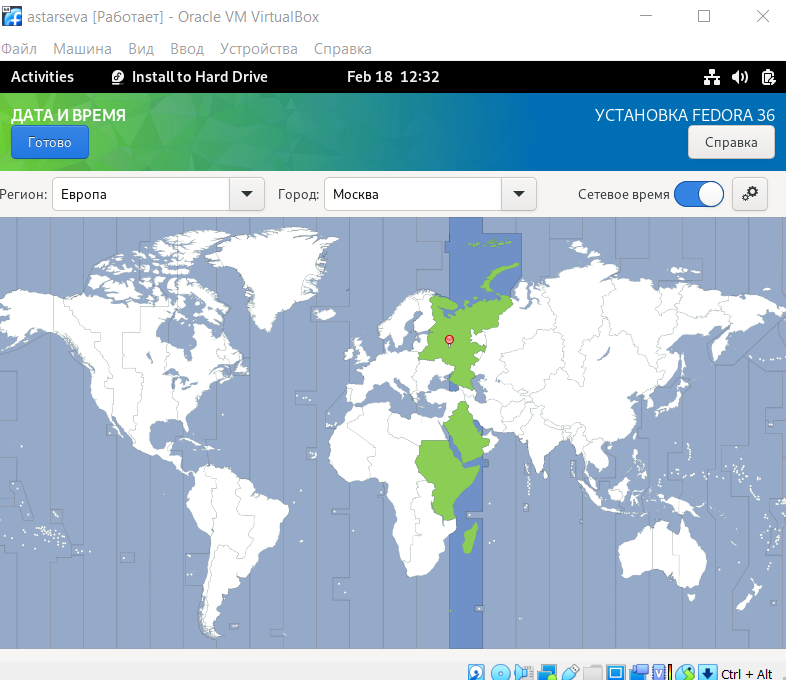 astarseva [Работает] - Oracle VM VirtualBox
Файл Машина Вид Ввод Устройства Справка
Activities Install to Hard Drive Feb 18 12:32
ДАТА И ВРЕМЯ УСТАНОВКА FEDORA 36
Готово Справка
Регион: Европа Город: Москва Сетевое время
Ctrl + Alt